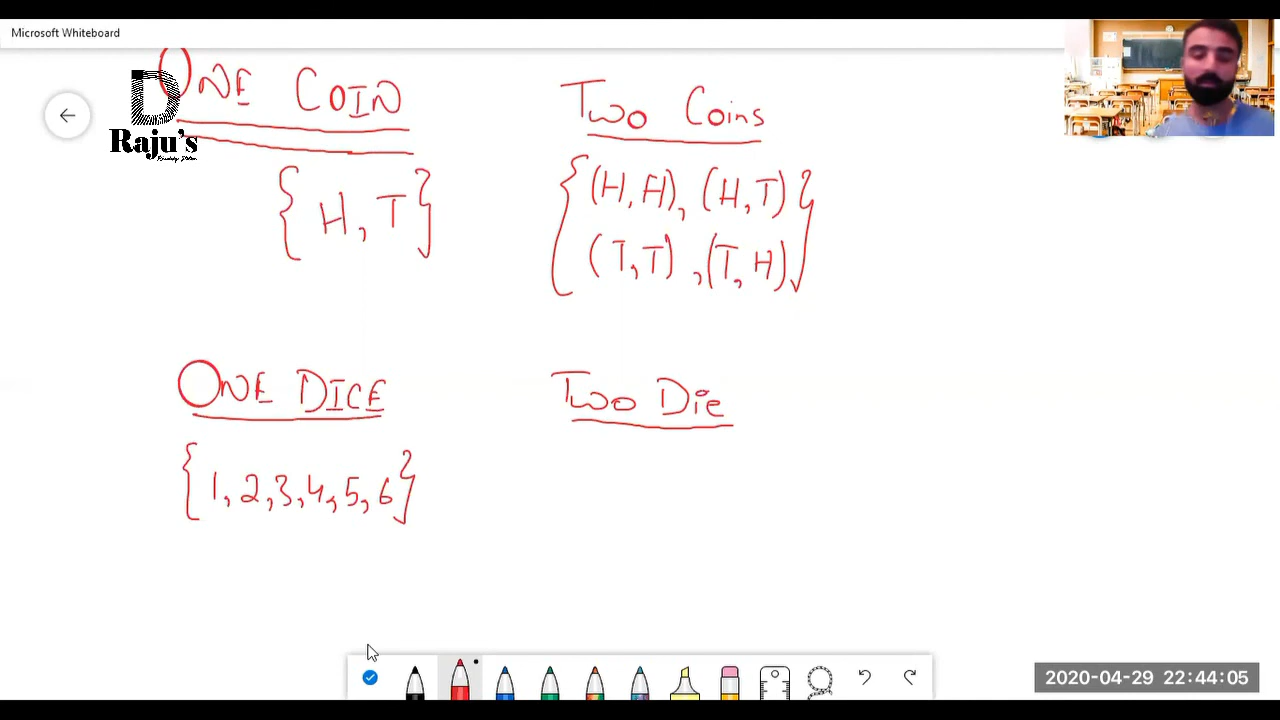 Microsoft Whiteboard
ONE COIN
D
Raju's
{H, T}
Two Coins
{(H, H), (H, T)
(T, T), (T, H)}
ONE DICE
{1, 2, 3, 4, 5, 6}
Two Die
2020-04-29 22:44:05